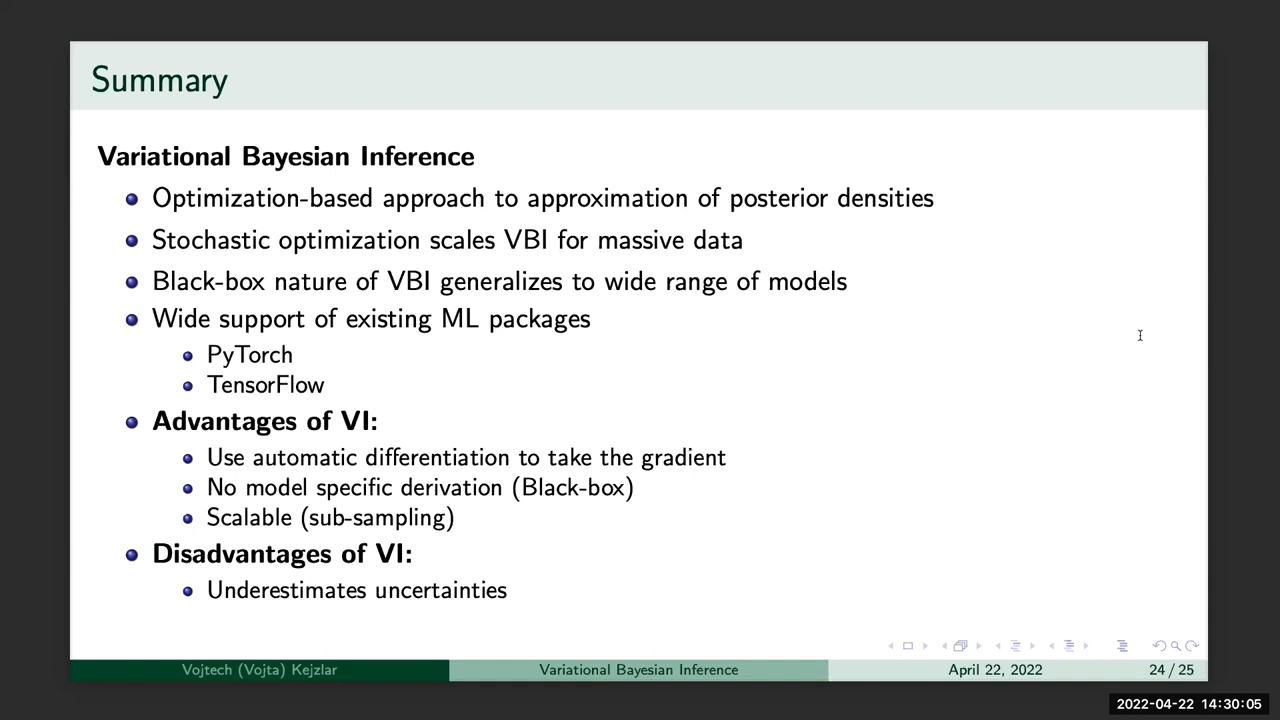 Summary
Variational Bayesian Inference
Optimization-based approach to approximation of posterior densities
Stochastic optimization scales VBI for massive data
Black-box nature of VBI generalizes to wide range of models
Wide support of existing ML packages
PyTorch
TensorFlow
Advantages of VI:
Use automatic differentiation to take the gradient
No model specific derivation (Black-box)
Scalable (sub-sampling)
Disadvantages of VI:
Underestimates uncertainties
Vojtech (Vojta) Kejzlar Variational Bayesian Inference April 22, 2022 24 / 25
2022-04-22 14:30:05